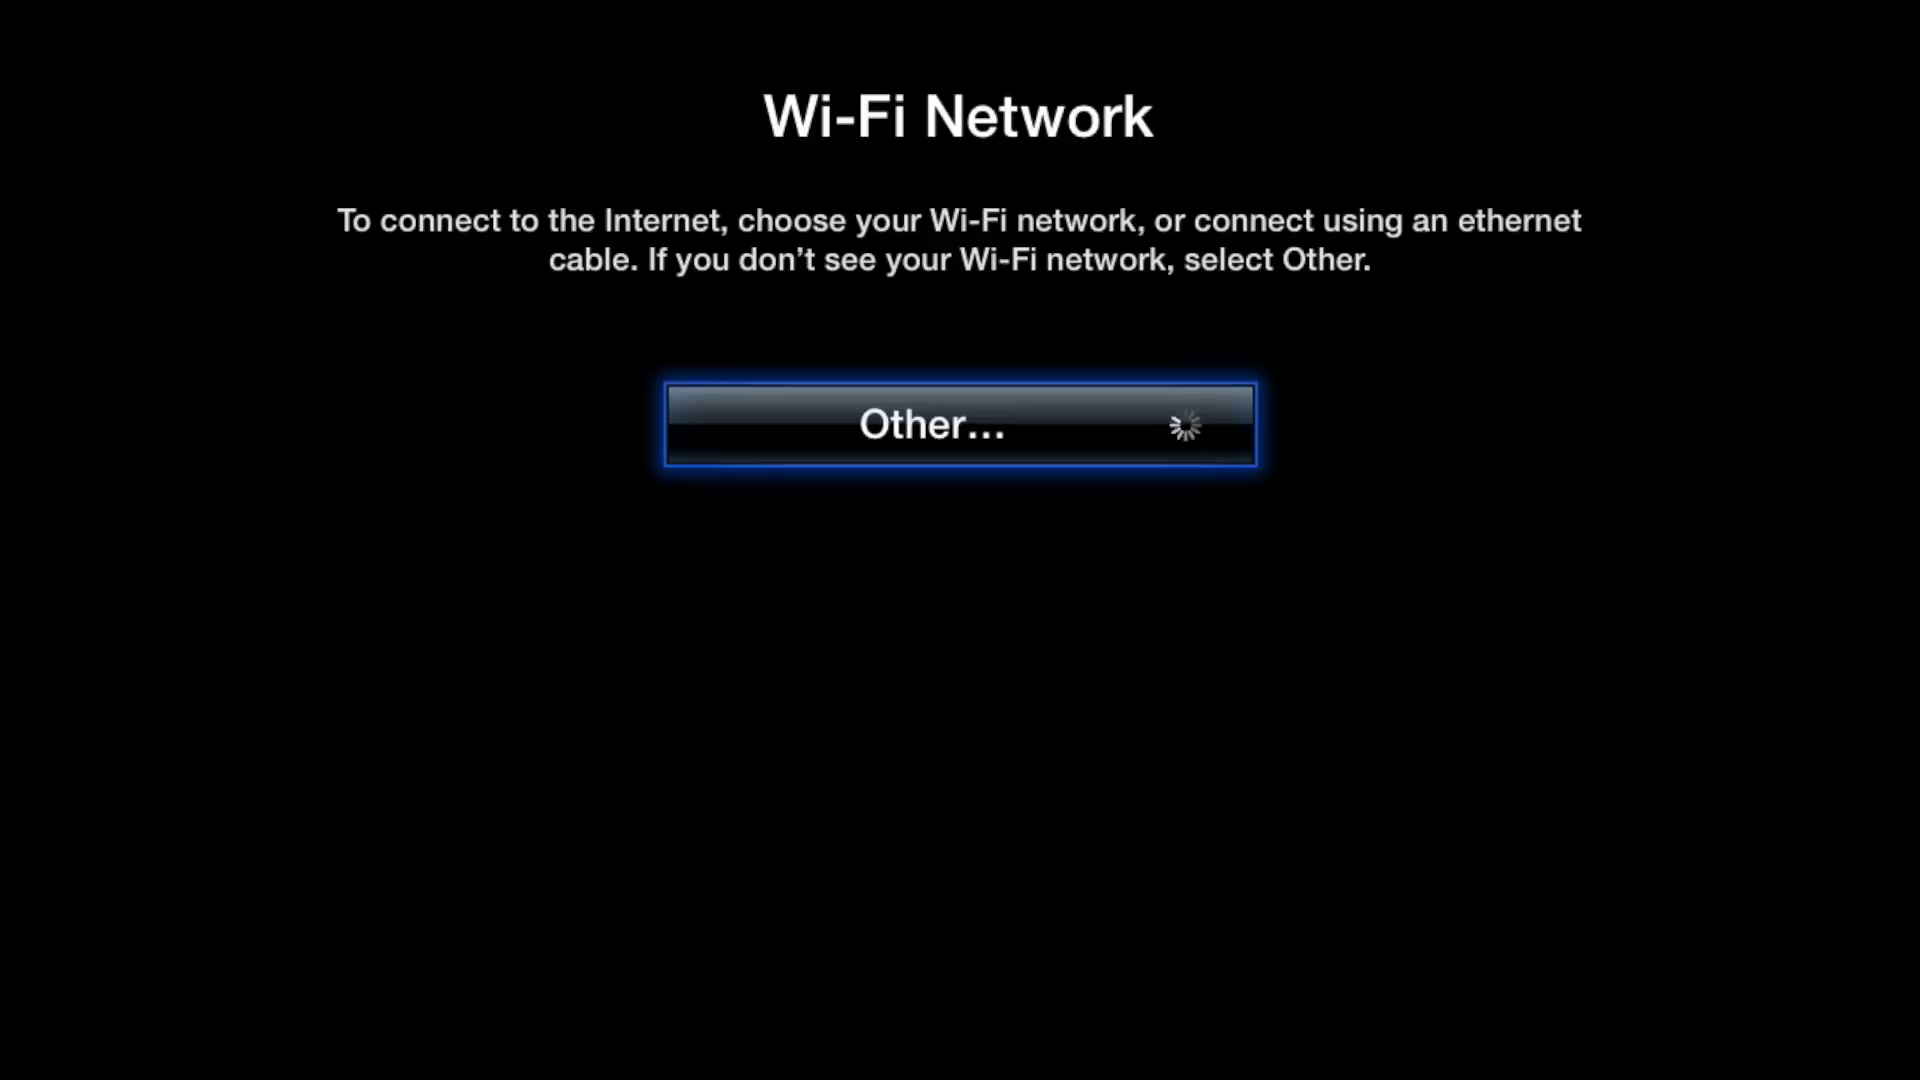 Wi-Fi Network
To connect to the Internet, choose your Wi-Fi network, or connect using an ethernet
cable. If you don’t see your Wi-Fi network, select Other.
Other…